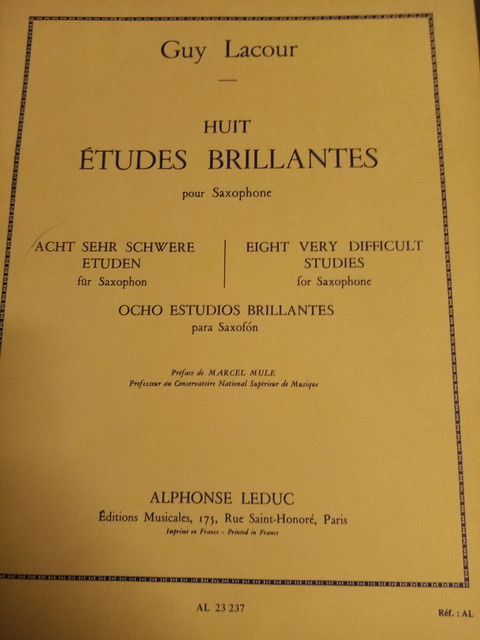 Guy Lacour
HUIT
ÉTUDES BRILLANTES
pour Saxophone
ACHT SEHR SCHWERE
ETUDEN
für Saxophon
EIGHT VERY DIFFICULT
STUDIES
for Saxophone
OCHO ESTUDIOS BRILLANTES
para Saxofón
Préface de MARCEL MULE
Professeur au Conservatoire National Supérieur de Musique
ALPHONSE LEDUC
Éditions Musicales, 175, Rue Saint-Honoré, Paris
Imprimé en France - Printed in France
AL 23 237
Réf. : AL